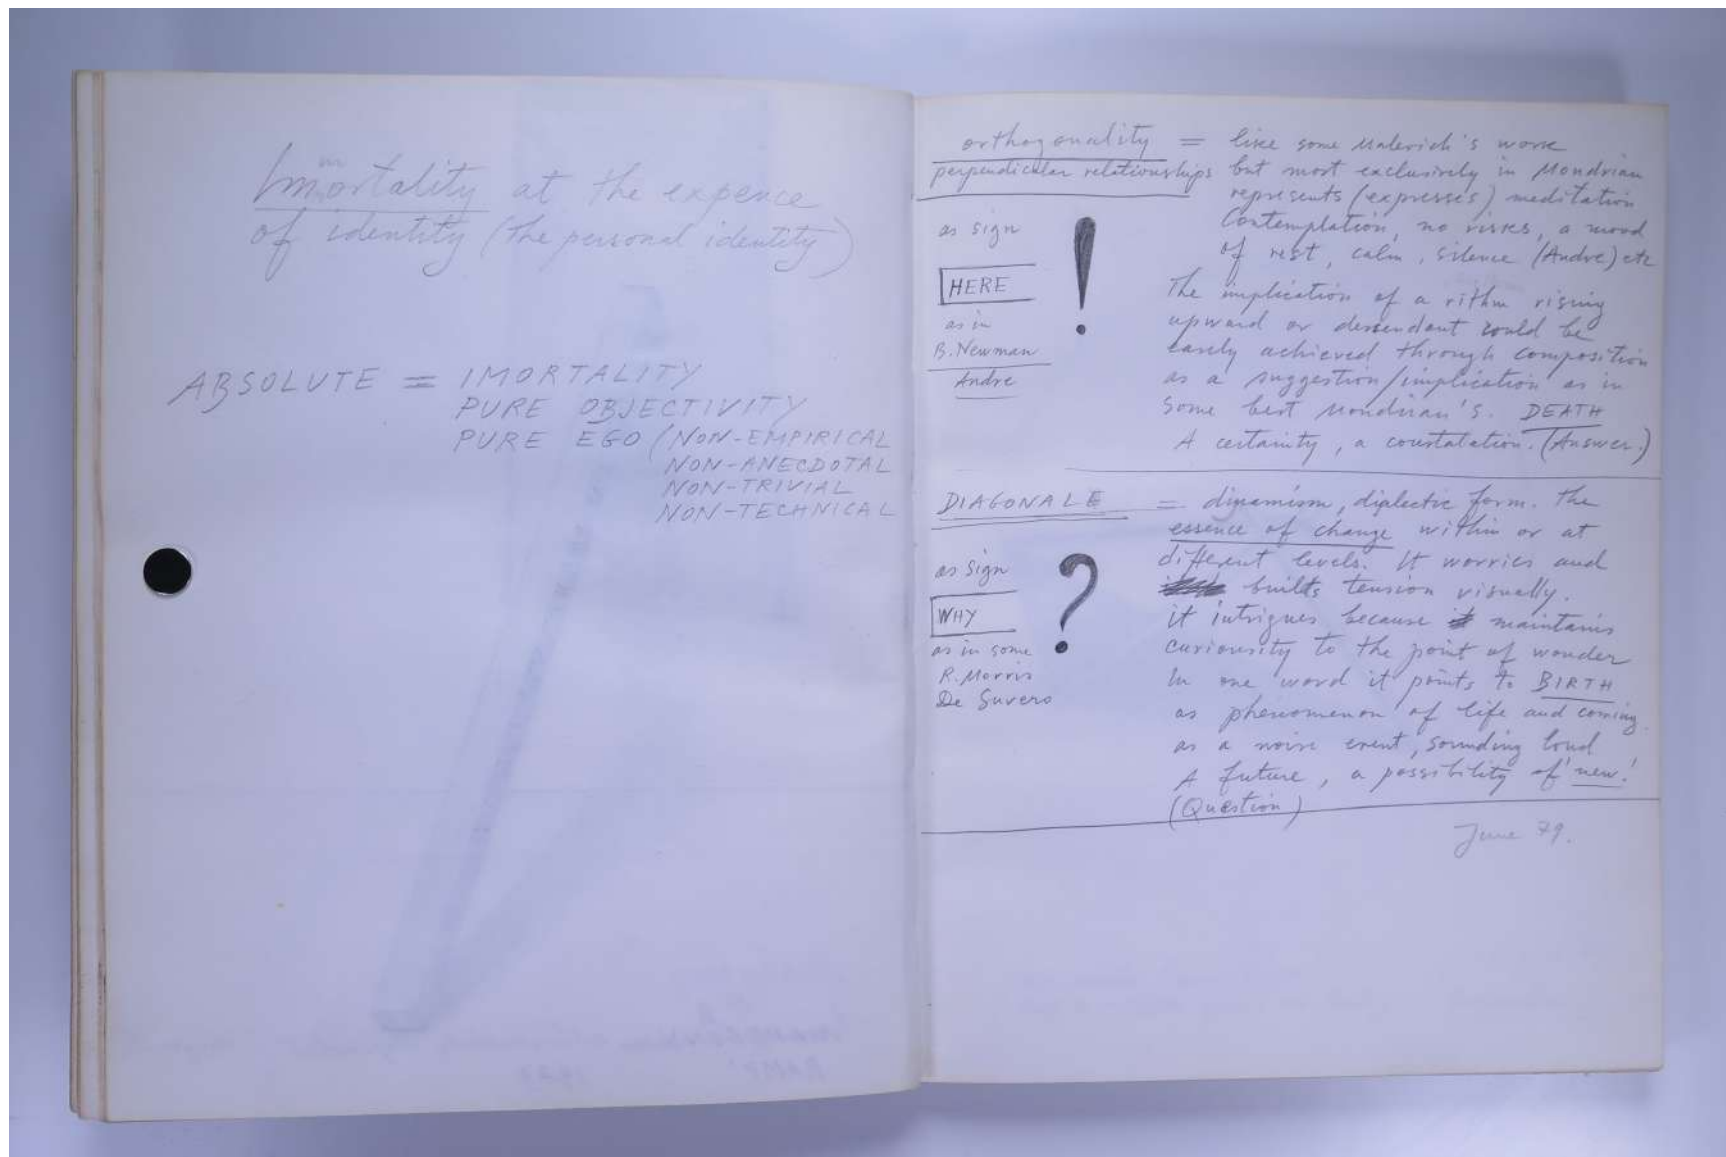 Immortality at the expence
of identity (the personal identity)
ABSOLUTE = IMORTALITY
PURE OBJECTIVITY
PURE EGO (NON-EMPIRICAL
NON-ANECDOTAL
NON-TRIVIAL
NON-TECHNICAL
orthogonality = like some Malevich's work
perpendicular relationships but most exclusively in Mondrian
represents (expresses) meditation
Contemplation, no risks, a mood
of rest, calm, silence (Andre) etc
The implication of a rithm rising
upward or descendant could be
easely achieved through composition
as a suggestion/implication as in
some best Mondrian's. DEATH
A certainty, a constatation. (Answer.)
as sign
!
HERE
as in
B. Newman
Andre
DIAGONALE = dynamism, dialectic form. The
essence of change within or at
different levels. It worries and
builds tension visually.
it intrigues because it maintains
curiousity to the point of wonder
In one word it points to BIRTH
as phenomenon of life and coming
as a noise event, sounding loud
A future, a possibility of 'new!
(Question)
as sign
?
WHY
as in some
R. Morris
De Suvero
June 79.